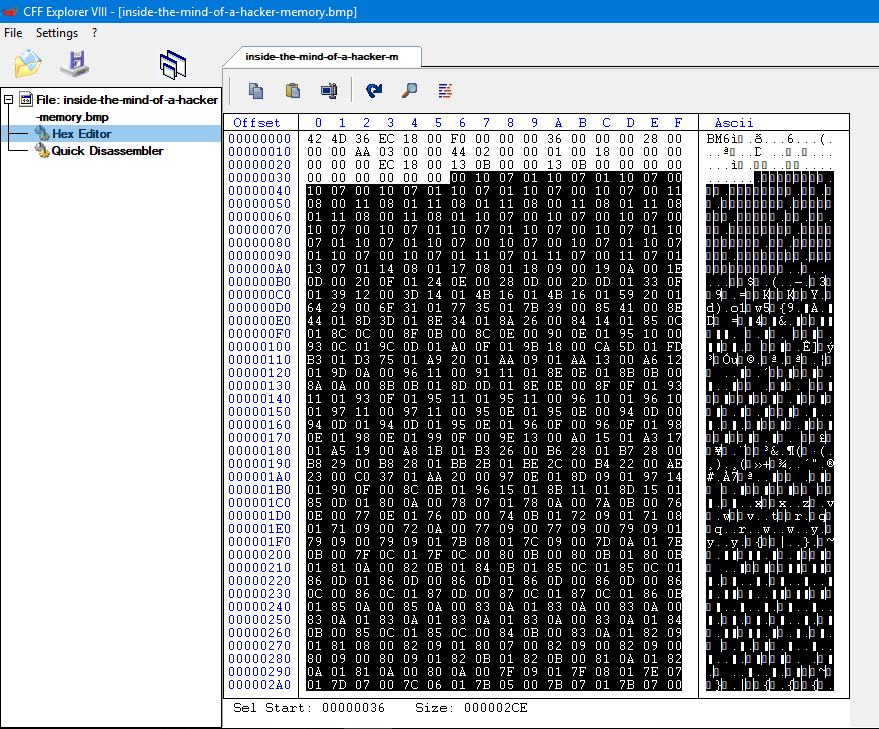 CFF Explorer VIII - [inside-the-mind-of-a-hacker-memory.bmp]
File Settings ?
inside-the-mind-of-a-hacker-m
File: inside-the-mind-of-a-hacker
-memory.bmp
Hex Editor
Quick Disassembler
Offset 0 1 2 3 4 5 6 7 8 9 A B C D E F Ascii
00000000 42 4D 36 EC 18 00 F0 00 00 00 36 00 00 00 28 00
00000010 00 00 AA 03 00 00 44 02 00 00 01 00 18 00 00 00
00000020 00 00 00 EC 18 00 13 0B 00 00 13 0B 00 00 00 00
00000030 00 00 00 00 00 00 00 10 07 01 10 07 01 10 07 00
00000040 10 07 00 10 07 01 10 07 01 10 07 01 10 07 00 11
00000050 08 00 11 08 01 11 08 01 11 08 00 11 08 01 11 08
00000060 01 11 08 00 11 08 01 10 07 00 10 07 01 10 07 01
00000070 10 07 01 10 07 01 10 07 01 10 07 00 10 07 01 10
00000080 07 01 10 07 01 10 07 00 10 07 00 10 07 01 10 07
00000090 01 10 07 00 10 07 01 11 07 01 11 07 00 11 07 01
000000A0 13 07 01 14 08 01 17 08 01 18 09 00 19 0A 00 1E
000000B0 0D 00 20 0F 01 24 0E 00 28 0D 00 2D 0D 01 33 0F
000000C0 01 39 12 00 3D 14 01 4B 16 01 4B 16 01 59 20 01
000000D0 64 29 00 6F 31 01 77 35 01 7B 39 00 85 41 00 8E
000000E0 44 01 8D 3D 01 8E 34 01 8A 26 00 84 14 01 85 0C
000000F0 01 8C 0C 00 8F 0B 00 8C 0E 00 90 0E 01 95 10 00
00000100 93 0C 01 9C 0D 01 A0 0F 01 9B 18 00 CA 5D 01 FD
00000110 B3 01 D3 75 01 A9 20 01 AA 09 01 AA 13 00 A6 12
00000120 01 9D 0A 00 96 11 00 91 11 01 8E 0E 01 8B 0B 00
00000130 8A 0A 00 8B 0B 01 8D 0D 01 8E 0E 00 8F 0F 01 93
00000140 11 01 93 0F 01 95 11 01 95 11 00 96 10 01 96 10
00000150 01 97 11 00 97 11 00 95 0E 01 95 0E 00 94 0D 00
00000160 94 0D 01 94 0D 01 95 0E 01 96 0F 00 96 0F 01 98
00000170 0E 01 98 0E 01 99 0F 00 9E 13 00 A0 15 01 A3 17
00000180 01 A5 19 00 A8 1B 01 B3 26 00 B6 28 01 B7 28 00
00000190 B8 29 00 B8 28 01 BB 2B 01 BE 2C 00 B4 22 00 AE
000001A0 23 00 C0 37 01 AA 20 00 97 0E 01 8D 09 01 97 14
000001B0 01 90 0F 00 8C 0B 01 96 15 01 8B 11 01 8D 15 01
000001C0 85 0D 01 80 0A 00 78 07 01 78 0A 00 7A 0B 00 76
000001D0 0E 00 77 0E 01 76 0D 00 74 0B 01 72 09 01 71 08
000001E0 01 71 09 00 72 0A 00 77 09 00 77 09 00 79 09 01
000001F0 79 09 00 79 09 01 7B 08 01 7C 09 00 7D 0A 01 7E
00000200 0B 00 7F 0C 01 7F 0C 00 80 0B 00 80 0B 01 80 0B
00000210 01 81 0A 00 82 0B 01 84 0B 01 85 0C 01 85 0C 01
00000220 86 0D 01 86 0D 00 86 0D 01 86 0D 00 86 0D 00 86
00000230 0C 00 86 0C 01 87 0D 00 87 0C 01 87 0C 01 86 0B
00000240 01 85 0A 00 85 0A 00 83 0A 01 83 0A 00 83 0A 00
00000250 83 0A 01 83 0A 01 83 0A 01 83 0A 00 83 0A 01 84
00000260 0B 00 85 0C 01 85 0C 00 84 0B 00 83 0A 01 82 09
00000270 01 81 08 00 82 09 01 80 07 00 82 09 00 82 09 00
00000280 80 09 00 80 09 01 82 0B 01 82 0B 00 81 0A 01 82
00000290 0A 01 81 0A 00 80 0A 00 7F 09 01 7F 08 01 7E 07
000002A0 01 7D 07 00 7C 06 01 7B 05 00 7B 07 01 7B 07 00
Sel Start: 00000036 Size: 000002CE